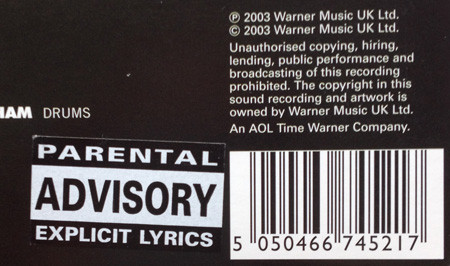 ℗ 2003 Warner Music UK Ltd.
© 2003 Warner Music UK Ltd.
Unauthorised copying, hiring,
lending, public performance and
broadcasting of this recording
prohibited. The copyright in this
sound recording and artwork is
owned by Warner Music UK Ltd.
An AOL Time Warner Company.
DRUMS
PARENTAL
ADVISORY
EXPLICIT LYRICS
5 050466 745217